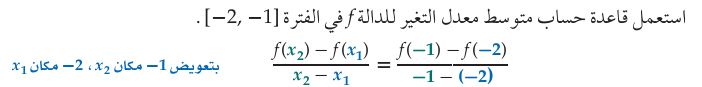 استعمل قاعدة حساب متوسط معدل التغير للدالة f في الفترة [−2, −1] .
(f(x₂) − f(x₁))/(x₂ − x₁) = (f(−1) − f(−2))/(−1 − (−2)) بتعويض 1− مكان x₂ ، 2− مكان x₁